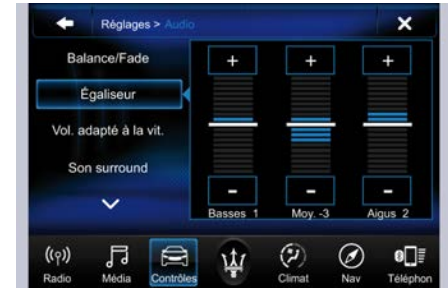 Réglages > Audio
Balance/Fade
Égaliseur
Vol. adapté à la vit.
Son surround
+ + +
- - -
Basses 1 Moy. -3 Aigus 2
Radio Média Contrôles Climat Nav Téléphon